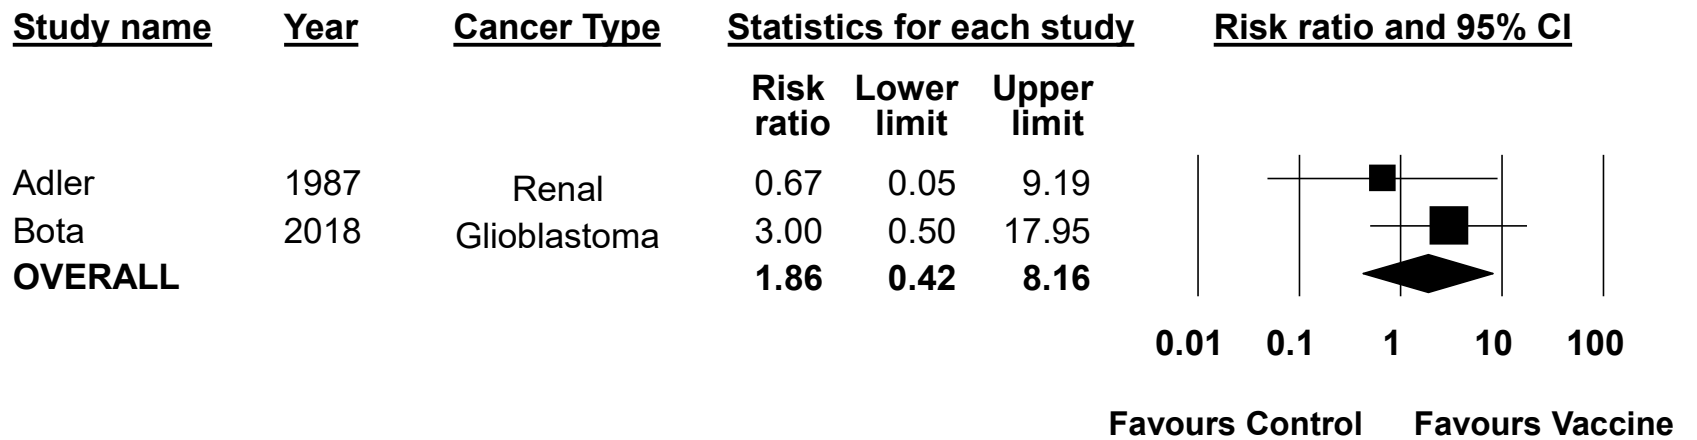 Study name Year Cancer Type Statistics for each study Risk ratio and 95% CI
Risk ratio Lower limit Upper limit
Adler 1987 Renal 0.67 0.05 9.19
Bota 2018 Glioblastoma 3.00 0.50 17.95
OVERALL 1.86 0.42 8.16
0.01 0.1 1 10 100
Favours Control Favours Vaccine